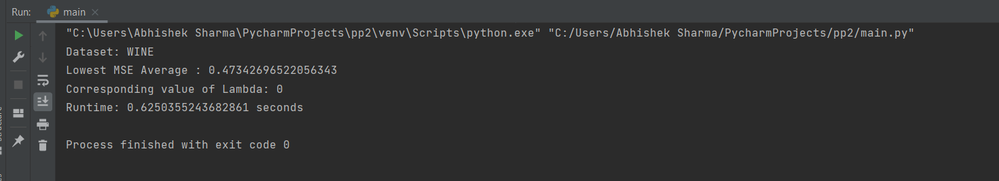 Run: main
"C:\Users\Abhishek Sharma\PycharmProjects\pp2\venv\Scripts\python.exe" "C:/Users/Abhishek Sharma/PycharmProjects/pp2/main.py"
Dataset: WINE
Lowest MSE Average : 0.47342696522056343
Corresponding value of Lambda: 0
Runtime: 0.6250355243682861 seconds
Process finished with exit code 0